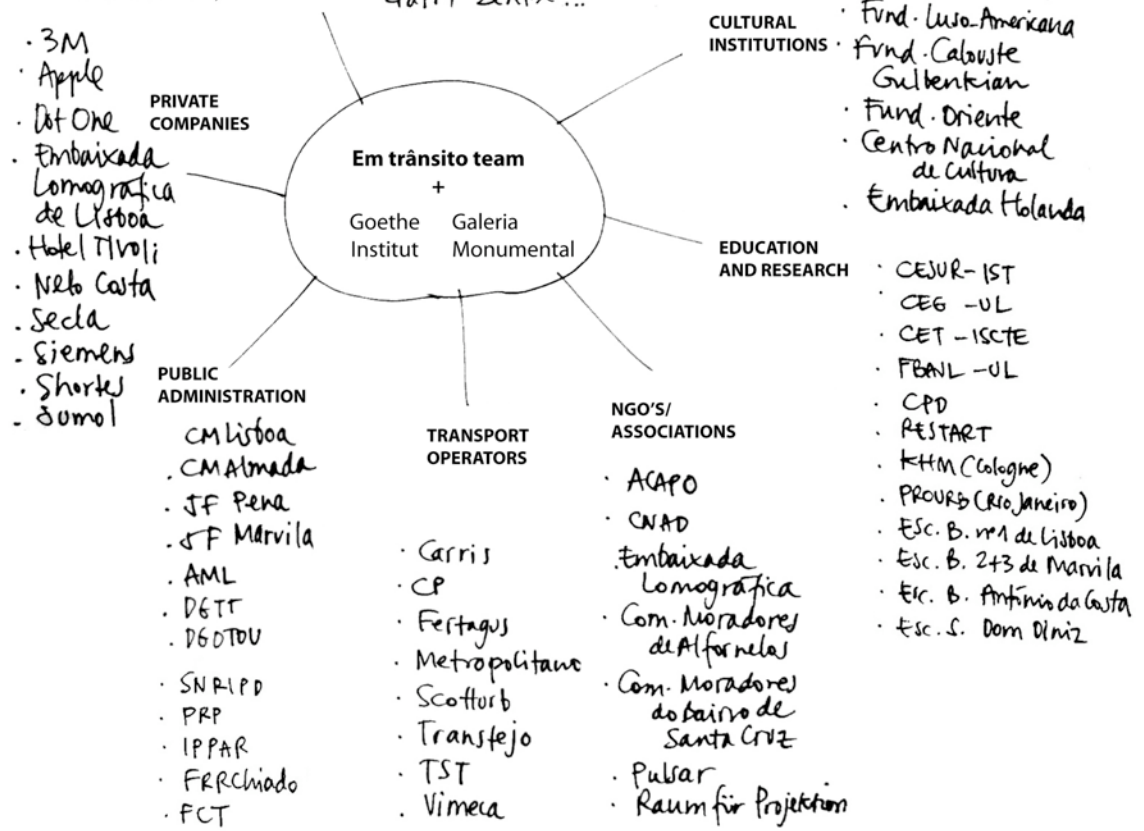 CULTURAL
INSTITUTIONS
· Fund. Luso-Americana
· Fund. Calouste
Gulbenkian
· Fund. Oriente
· Centro Nacional
de Cultura
· Embaixada Holanda
· 3M
· Apple
· Dot One
· Embaixada
Lomográfica
de Lisboa
· Hotel Tivoli
· Neto Costa
· Secla
· Siemens
· Shortes
· Sumol
PRIVATE
COMPANIES
Em trânsito team
+
Goethe Galeria
Institut Monumental
EDUCATION
AND RESEARCH
· CESUR-IST
· CEG -UL
· CET -ISCTE
· FBAUL -UL
· CPD
· RESTART
· KHM (Cologne)
· PROURB (Rio Janeiro)
· Esc. B. nº1 de Lisboa
· Esc. B. 2+3 de Marvila
· Esc. B. António da Costa
· Esc. S. Dom Diniz
PUBLIC
ADMINISTRATION
CM Lisboa
· CM Almada
· JF Pena
· JF Marvila
· AML
· DGTT
· DGOTDU
· SNRIPD
· PRP
· IPPAR
· FRRChiado
· FCT
TRANSPORT
OPERATORS
· Carris
· CP
· Fertagus
· Metropolitano
· Scotturb
· Transtejo
· TST
· Vimeca
NGO'S/
ASSOCIATIONS
· ACAPO
· CNAD
· Embaixada
Lomográfica
· Com. Moradores
de Alfornelos
· Com. Moradores
do bairro de
Santa Cruz
· Pulsar
· Raum für Projektion